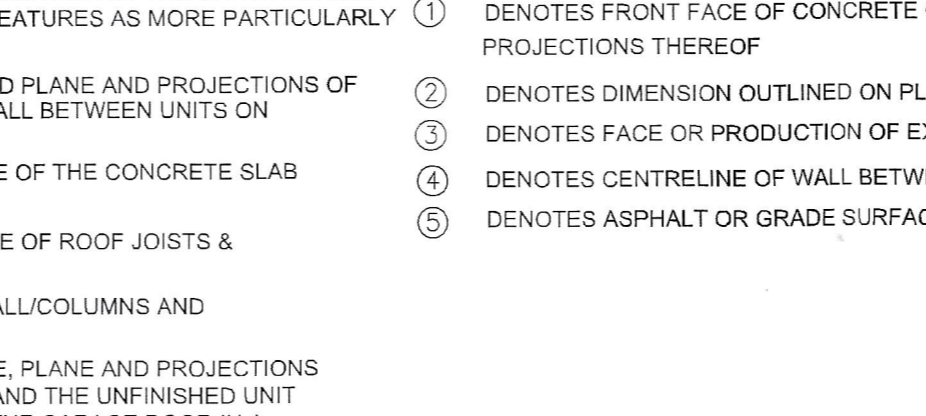 EATURES AS MORE PARTICULARLY
D PLANE AND PROJECTIONS OF
ALL BETWEEN UNITS ON
E OF THE CONCRETE SLAB
E OF ROOF JOISTS &
ALL/COLUMNS AND
E, PLANE AND PROJECTIONS
AND THE UNFINISHED UNIT
1 DENOTES FRONT FACE OF CONCRETE
PROJECTIONS THEREOF
2 DENOTES DIMENSION OUTLINED ON PL
3 DENOTES FACE OR PRODUCTION OF EX
4 DENOTES CENTRELINE OF WALL BETWE
5 DENOTES ASPHALT OR GRADE SURFAC